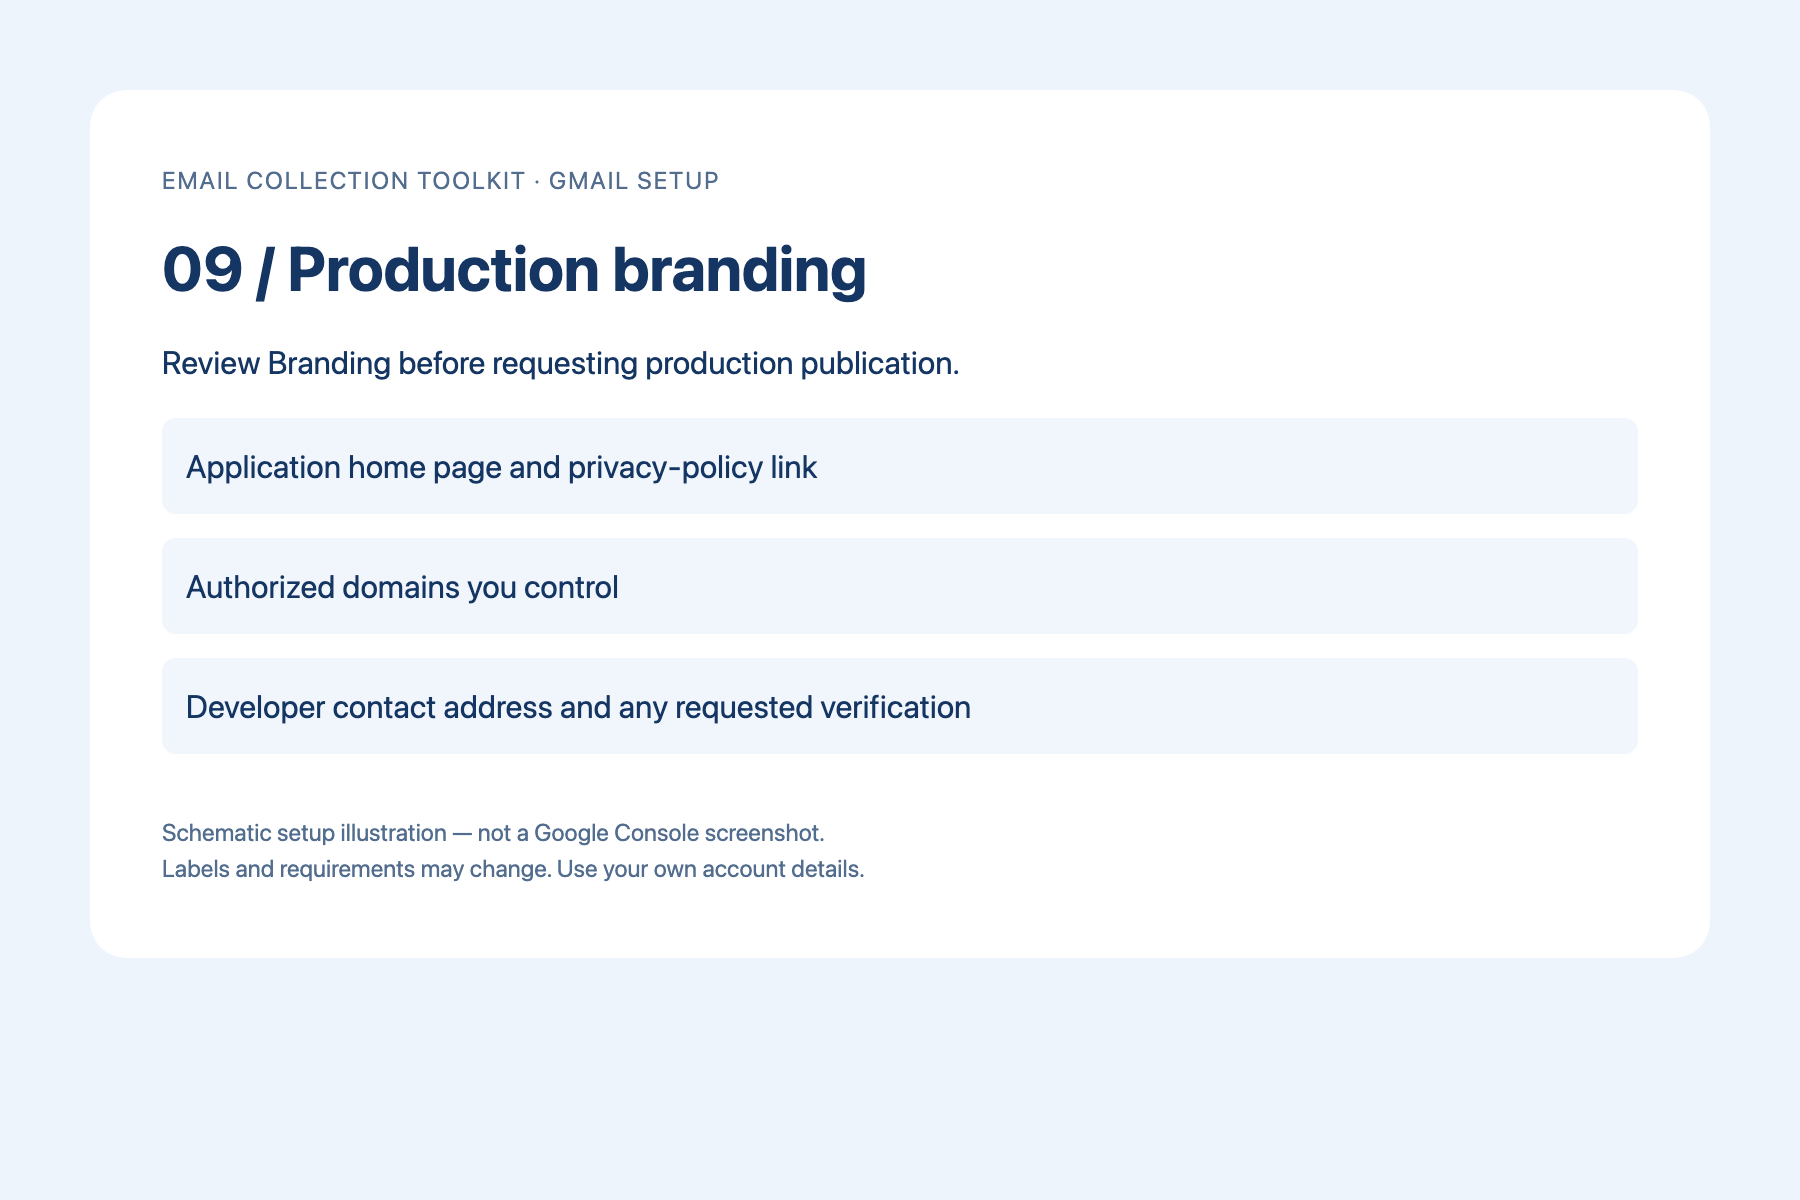 EMAIL COLLECTION TOOLKIT · GMAIL SETUP
09 / Production branding
Review Branding before requesting production publication.
Application home page and privacy-policy link
Authorized domains you control
Developer contact address and any requested verification
Schematic setup illustration — not a Google Console screenshot.
Labels and requirements may change. Use your own account details.